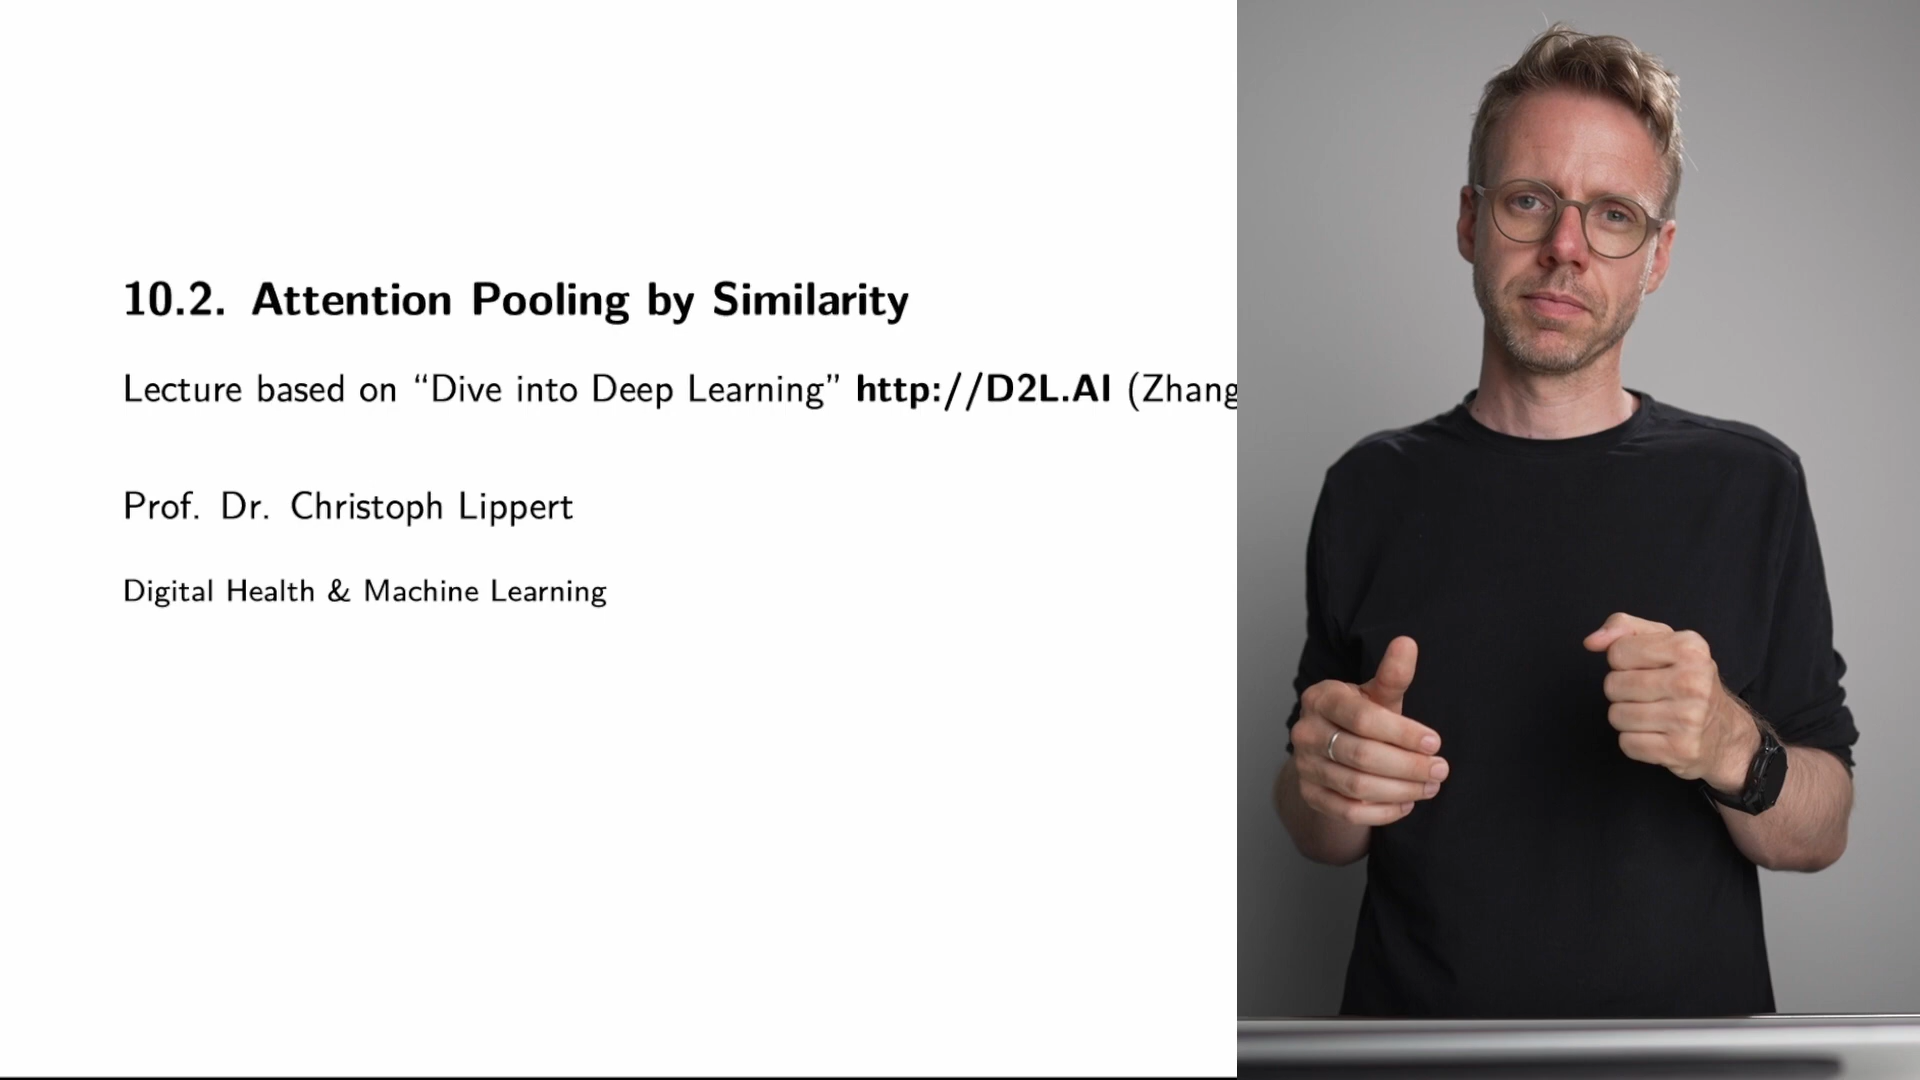 10.2. Attention Pooling by Similarity
Lecture based on “Dive into Deep Learning” http://D2L.AI (Zhang
Prof. Dr. Christoph Lippert
Digital Health & Machine Learning